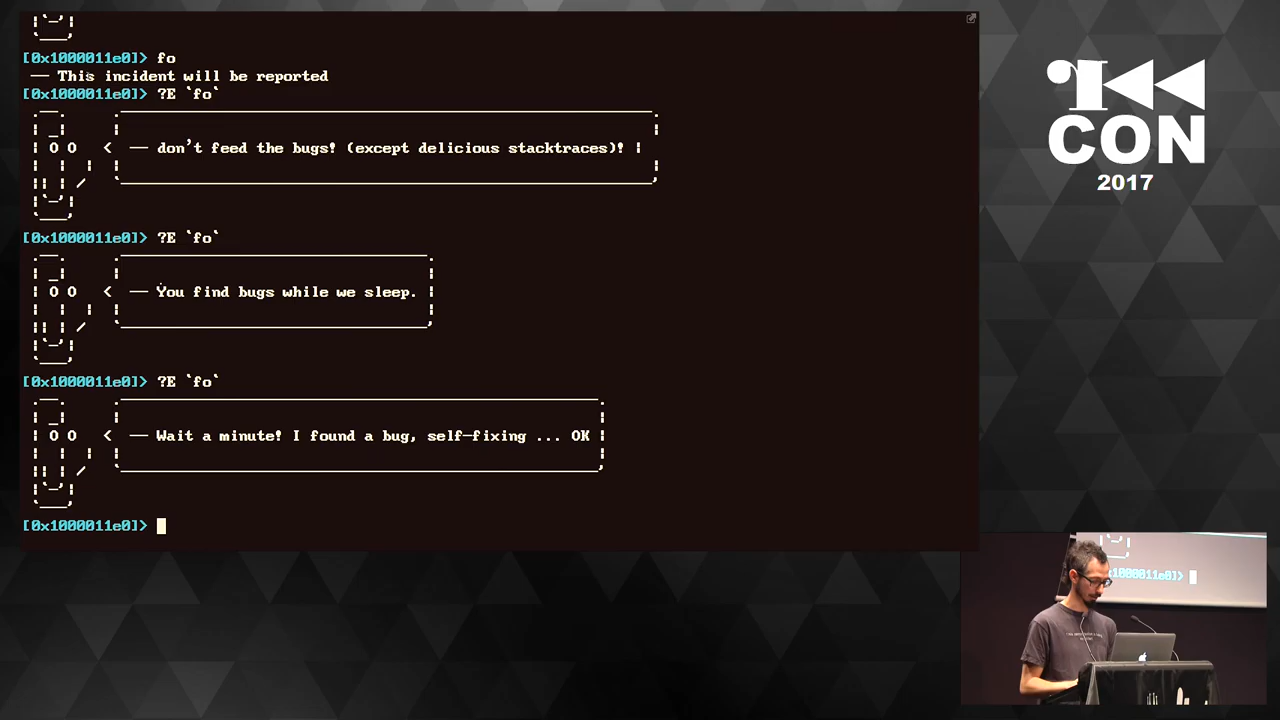 [0x1000011e0]> fo
— This incident will be reported
[0x1000011e0]> ?E `fo`
— don't feed the bugs! (except delicious stacktraces)!
[0x1000011e0]> ?E `fo`
— You find bugs while we sleep.
[0x1000011e0]> ?E `fo`
— Wait a minute! I found a bug, self-fixing ... OK
[0x1000011e0]>
CON
2017
1000011e0]>